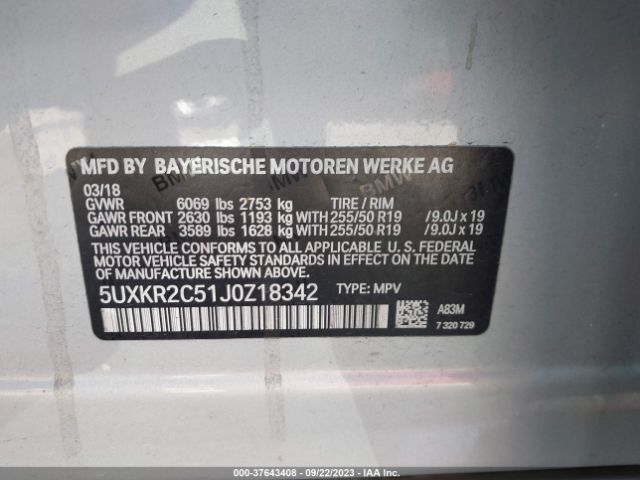 MFD BY BAYERISCHE MOTOREN WERKE AG
03/18
GVWR 6069 lbs 2753 kg TIRE / RIM
GAWR FRONT 2630 lbs 1193 kg WITH 255/50 R19 /9.0J x 19
GAWR REAR 3589 lbs 1628 kg WITH 255/50 R19 /9.0J x 19
THIS VEHICLE CONFORMS TO ALL APPLICABLE U. S. FEDERAL
MOTOR VEHICLE SAFETY STANDARDS IN EFFECT ON THE DATE
OF MANUFACTURE SHOWN ABOVE.
5UXKR2C51J0Z18342 TYPE: MPV
A83M
7 320 729
000-37643408 - 09/22/2023 - IAAI.com